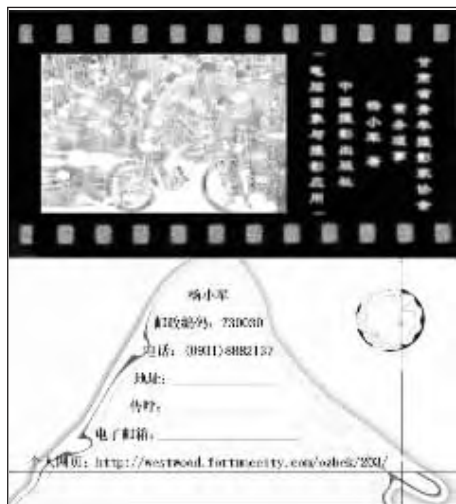 甘肃省青年摄影家协会
常务理事
杨小军 著
中国摄影出版社
电脑图象与摄影应用
杨小军
邮政编码：730030
电话：(0931)8882137
地址：
传呼：
电子邮箱：
个人网页：http://westwood.fortunecity.com/ozbek/203/